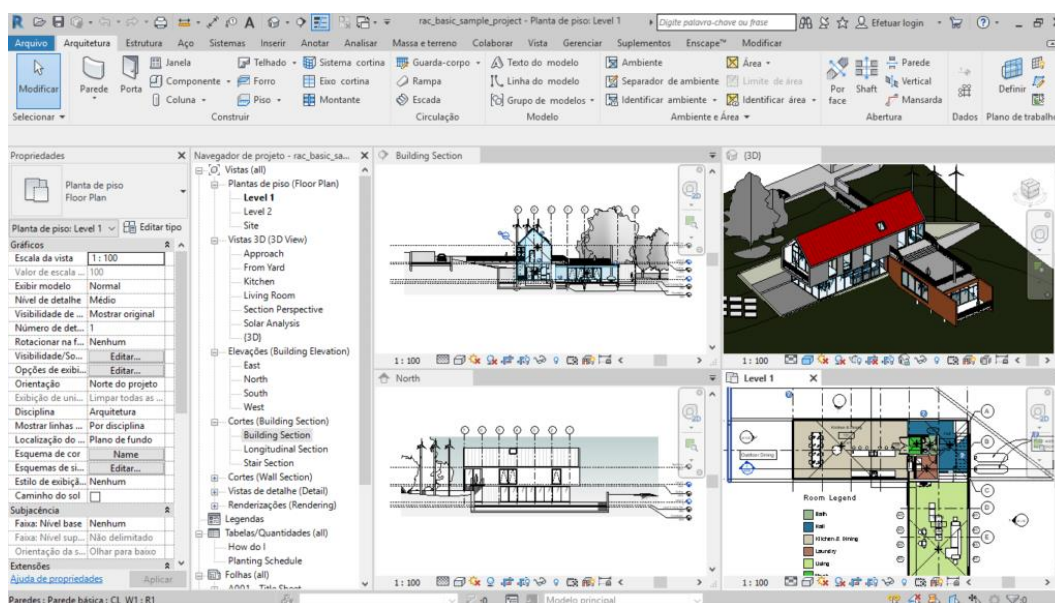 rac_basic_sample_project - Planta de piso: Level 1
Digite palavra-chave ou frase
Efetuar login
Arquivo Arquitetura Estrutura Aço Sistemas Inserir Anotar Analisar Massa e terreno Colaborar Vista Gerenciar Suplementos Enscape™ Modificar
Modificar
Parede
Porta
Janela
Componente
Coluna
Telhado
Forro
Piso
Sistema cortina
Eixo cortina
Montante
Guarda-corpo
Rampa
Escada
Texto do modelo
Linha do modelo
Grupo de modelos
Ambiente
Separador de ambiente
Identificar ambiente
Área
Limite de área
Identificar área
Por face
Shaft
Parede
Vertical
Mansarda
Definir
Selecionar Construir Circulação Modelo Ambiente e Área Abertura Dados Plano de trabalho
Propriedades
Planta de piso
Floor Plan
Planta de piso: Level 1 Editar tipo
Gráficos
Escala da vista 1 : 100
Valor de escala ... 100
Exibir modelo Normal
Nível de detalhe Médio
Visibilidade de ... Mostrar original
Número de det... 1
Rotacionar na f... Nenhum
Visibilidade/So... Editar...
Opções de exibi... Editar...
Orientação Norte do projeto
Exibição de uni... Limpar todas as ...
Disciplina Arquitetura
Mostrar linhas ... Por disciplina
Localização do ... Plano de fundo
Esquema de cor Name
Esquemas de si... Editar...
Estilo de exibiçã... Nenhum
Caminho do sol
Subjacência
Faixa: Nível base Nenhum
Faixa: Nível sup... Não delimitado
Orientação da s... Olhar para baixo
Extensões
Ajuda de propriedades Aplicar
Navegador de projeto - rac_basic_sa...
Vistas (all)
Plantas de piso (Floor Plan)
Level 1
Level 2
Site
Vistas 3D (3D View)
Approach
From Yard
Kitchen
Living Room
Section Perspective
Solar Analysis
{3D}
Elevações (Building Elevation)
East
North
South
West
Cortes (Building Section)
Building Section
Longitudinal Section
Stair Section
Cortes (Wall Section)
Vistas de detalhe (Detail)
Renderizações (Rendering)
Legendas
Tabelas/Quantidades (all)
How do I
Planting Schedule
Folhas (all)
A001 - Title Sheet
Building Section
1 : 100
{3D}
1 : 100
North
1 : 100
Level 1
Room Legend
Bath
Hall
Kitchen & Dining
Laundry
Living
1 : 100
Paredes : Parede básica : CL_W1 : R1
:0
Modelo principal
:0